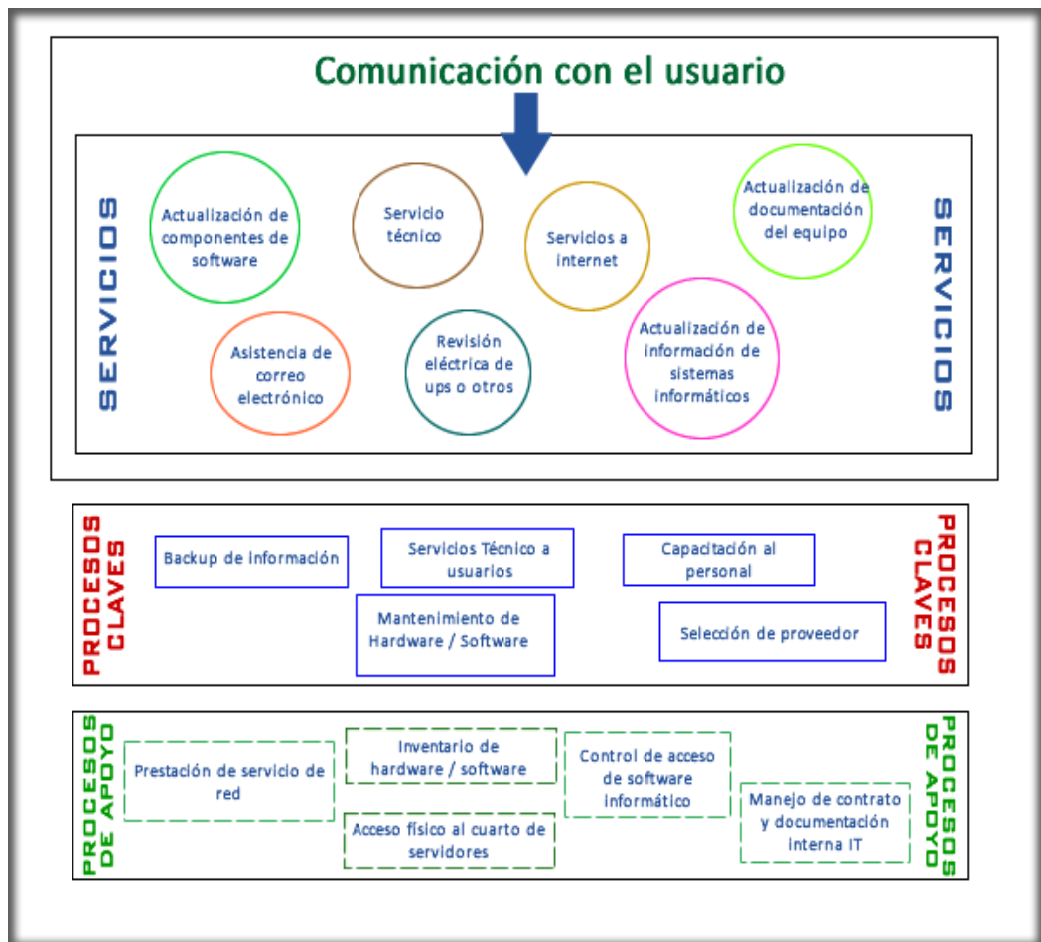 Comunicación con el usuario
SERVICIOS
Actualización de
componentes de
software
Servicio
técnico
Servicios a
internet
Actualización de
documentación
del equipo
Asistencia de
correo
electrónico
Revisión
eléctrica de
ups o otros
Actualización de
información de
sistemas
informáticos
SERVICIOS
PROCESOS
CLAVES
Backup de información
Servicios Técnico a
usuarios
Capacitación al
personal
Mantenimiento de
Hardware / Software
Selección de proveedor
PROCESOS
CLAVES
PROCESOS
DE APOYO
Prestación de servicio de
red
Inventario de
hardware / software
Control de acceso
de software
informático
Acceso físico al cuarto de
servidores
Manejo de contrato
y documentación
interna IT
PROCESOS
DE APOYO